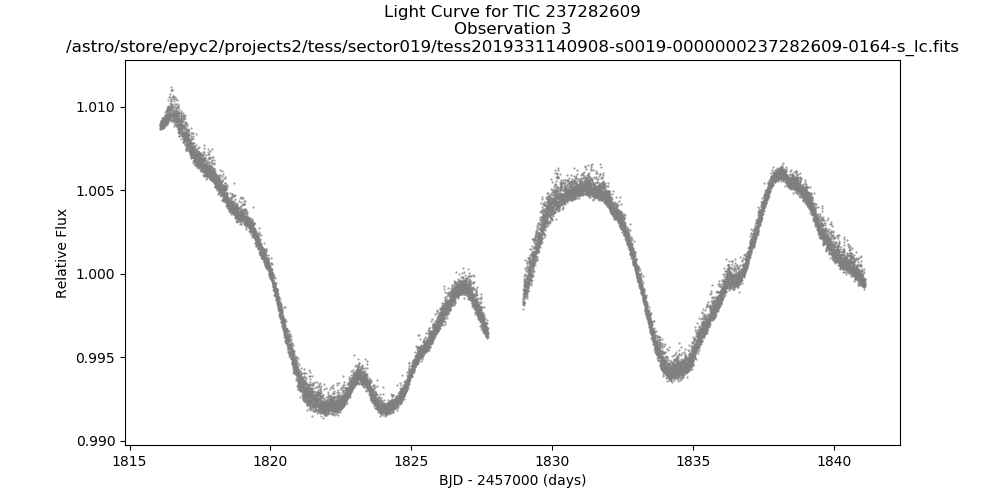 Light Curve for TIC 237282609
Observation 3
/astro/store/epyc2/projects2/tess/sector019/tess2019331140908-s0019-0000000237282609-0164-s_lc.fits
1.010
1.005
1.000
0.995
0.990
Relative Flux
1815 1820 1825 1830 1835 1840
BJD - 2457000 (days)